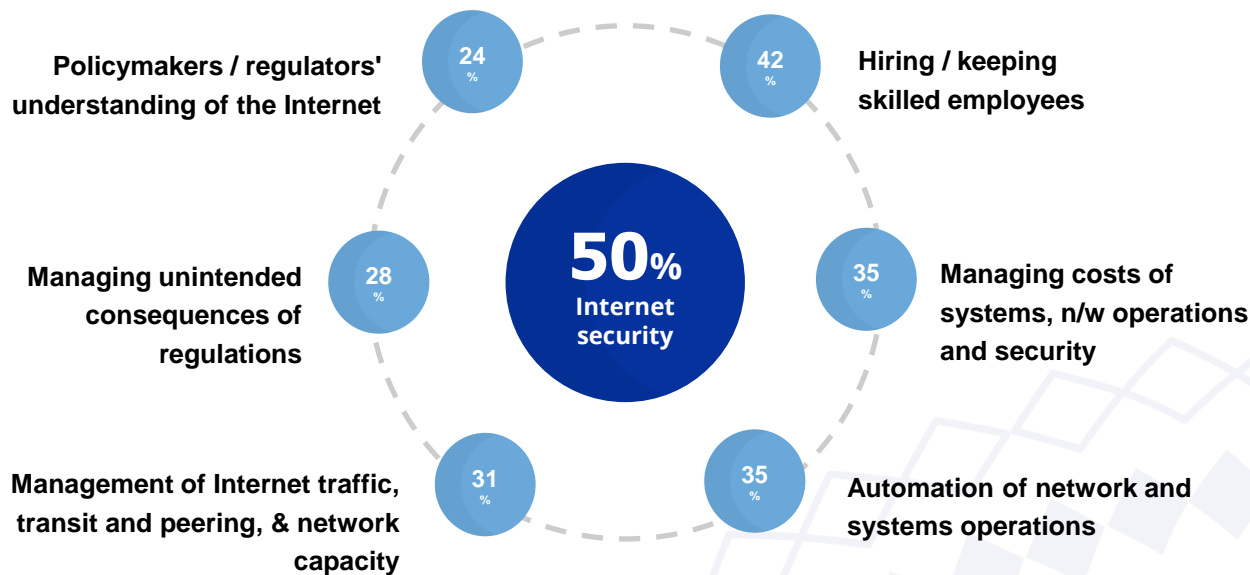 24
%
Policymakers / regulators'
understanding of the Internet
42
%
Hiring / keeping
skilled employees
50%
Internet
security
28
%
Managing unintended
consequences of
regulations
35
%
Managing costs of
systems, n/w operations
and security
31
%
Management of Internet traffic,
transit and peering, & network
capacity
35
%
Automation of network and
systems operations